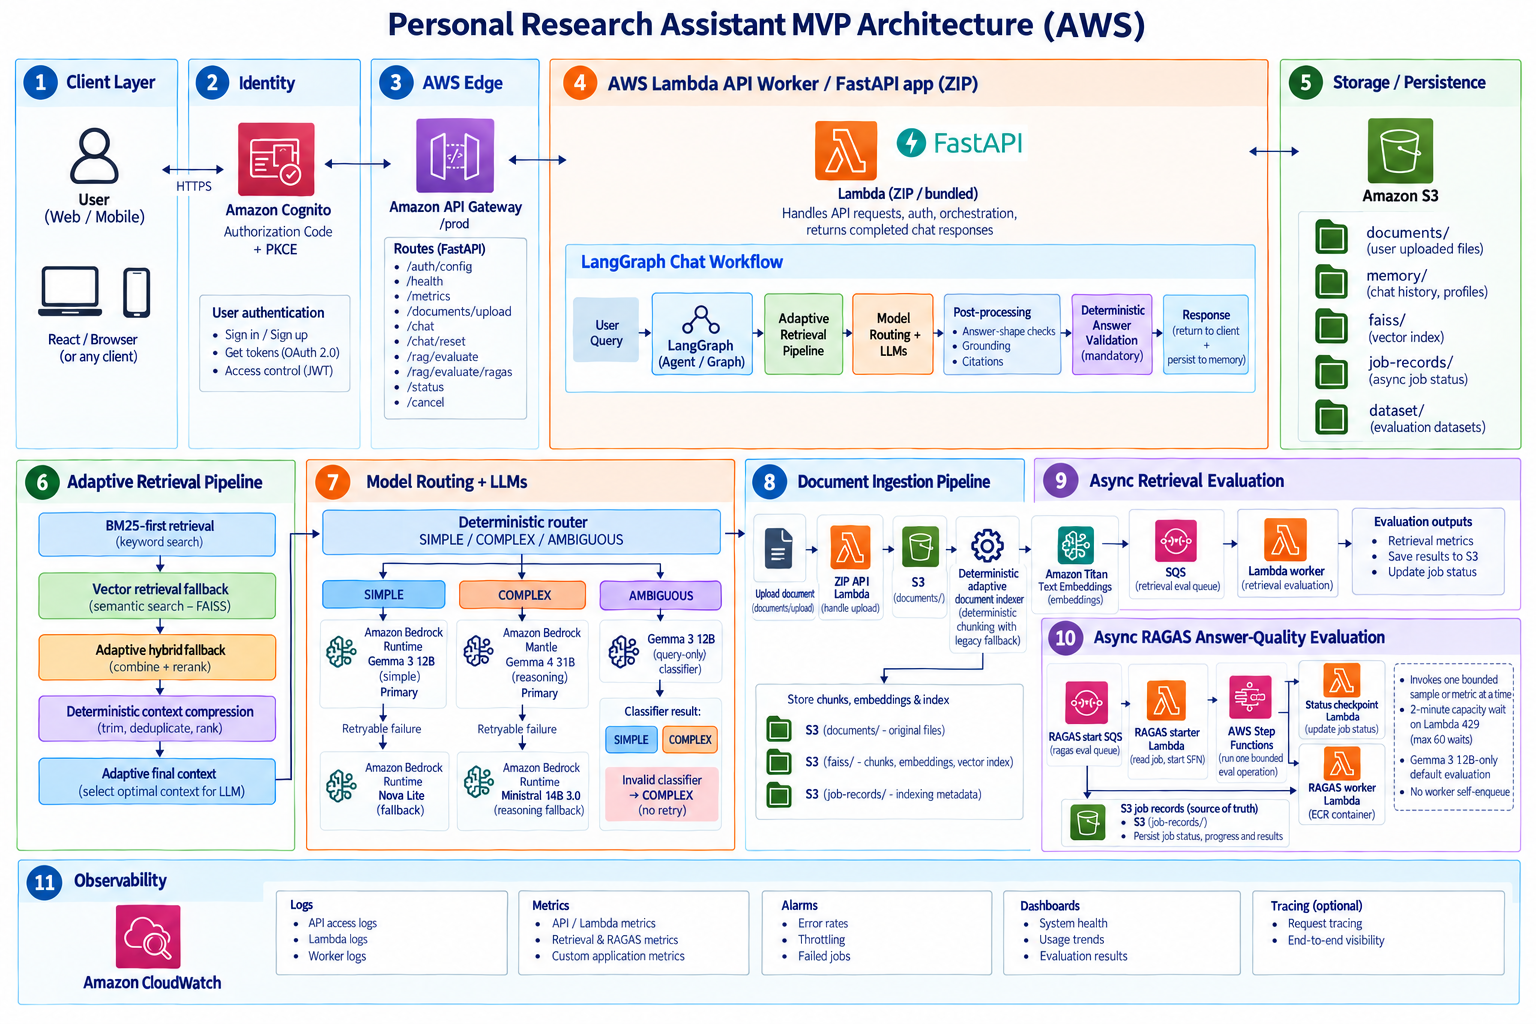 Personal Research Assistant MVP Architecture (AWS)
1 Client Layer
User
(Web / Mobile)
HTTPS
React / Browser
(or any client)
2 Identity
Amazon Cognito
Authorization Code
+ PKCE
User authentication
• Sign in / Sign up
• Get tokens (OAuth 2.0)
• Access control (JWT)
3 AWS Edge
</>
Amazon API Gateway
/prod
Routes (FastAPI)
• /auth/config
• /health
• /metrics
• /documents/upload
• /chat
• /chat/reset
• /rag/evaluate
• /rag/evaluate/ragas
• /status
• /cancel
4 AWS Lambda API Worker / FastAPI app (ZIP)
FastAPI
Lambda (ZIP / bundled)
Handles API requests, auth, orchestration,
returns completed chat responses
LangGraph Chat Workflow
User
Query
LangGraph
(Agent / Graph)
Adaptive
Retrieval
Pipeline
Model
Routing +
LLMs
Post-processing
• Answer-shape checks
• Grounding
• Citations
Deterministic
Answer
Validation
(mandatory)
Response
(return to client
+
persist to memory)
5 Storage / Persistence
Amazon S3
documents/
(user uploaded files)
memory/
(chat history, profiles)
faiss/
(vector index)
job-records/
(async job status)
dataset/
(evaluation datasets)
6 Adaptive Retrieval Pipeline
BM25-first retrieval
(keyword search)
Vector retrieval fallback
(semantic search – FAISS)
Adaptive hybrid fallback
(combine + rerank)
Deterministic context compression
(trim, deduplicate, rank)
Adaptive final context
(select optimal context for LLM)
7 Model Routing + LLMs
Deterministic router
SIMPLE / COMPLEX / AMBIGUOUS
SIMPLE
Amazon Bedrock
Runtime
Gemma 3 12B
(simple)
Primary
Retryable failure
Amazon Bedrock
Runtime
Nova Lite
(fallback)
COMPLEX
Amazon Bedrock
Mantle
Gemma 4 31B
(reasoning)
Primary
Retryable failure
Amazon Bedrock
Runtime
Ministral 14B 3.0
(reasoning fallback)
AMBIGUOUS
Gemma 3 12B
(query-only)
classifier
Classifier result:
SIMPLE
COMPLEX
Invalid classifier
→ COMPLEX
(no retry)
8 Document Ingestion Pipeline
Upload document
(documents/upload)
ZIP API
Lambda
(handle upload)
S3
(documents/)
Deterministic
adaptive
document indexer
(deterministic
chunking with
legacy fallback)
Amazon Titan
Text Embeddings
(embeddings)
Store chunks, embeddings & index
S3 (documents/ - original files)
S3 (faiss/ - chunks, embeddings, vector index)
S3 (job-records/ - indexing metadata)
9 Async Retrieval Evaluation
SQS
(retrieval eval queue)
Lambda worker
(retrieval evaluation)
Evaluation outputs
• Retrieval metrics
• Save results to S3
• Update job status
10 Async RAGAS Answer-Quality Evaluation
RAGAS start SQS
(ragas eval queue)
RAGAS starter
Lambda
(read job, start SFN)
AWS Step
Functions
(run one bounded
eval operation)
Status checkpoint
Lambda
(update job status)
RAGAS worker
Lambda
(ECR container)
• Invokes one bounded
sample or metric at a time
• 2-minute capacity wait
on Lambda 429
(max 60 waits)
• Gemma 3 12B-only
default evaluation
• No worker self-enqueue
S3 job records (source of truth)
• S3 (job-records/)
• Persist job status, progress and results
11 Observability
Amazon CloudWatch
Logs
• API access logs
• Lambda logs
• Worker logs
Metrics
• API / Lambda metrics
• Retrieval & RAGAS metrics
• Custom application metrics
Alarms
• Error rates
• Throttling
• Failed jobs
Dashboards
• System health
• Usage trends
• Evaluation results
Tracing (optional)
• Request tracing
• End-to-end visibility